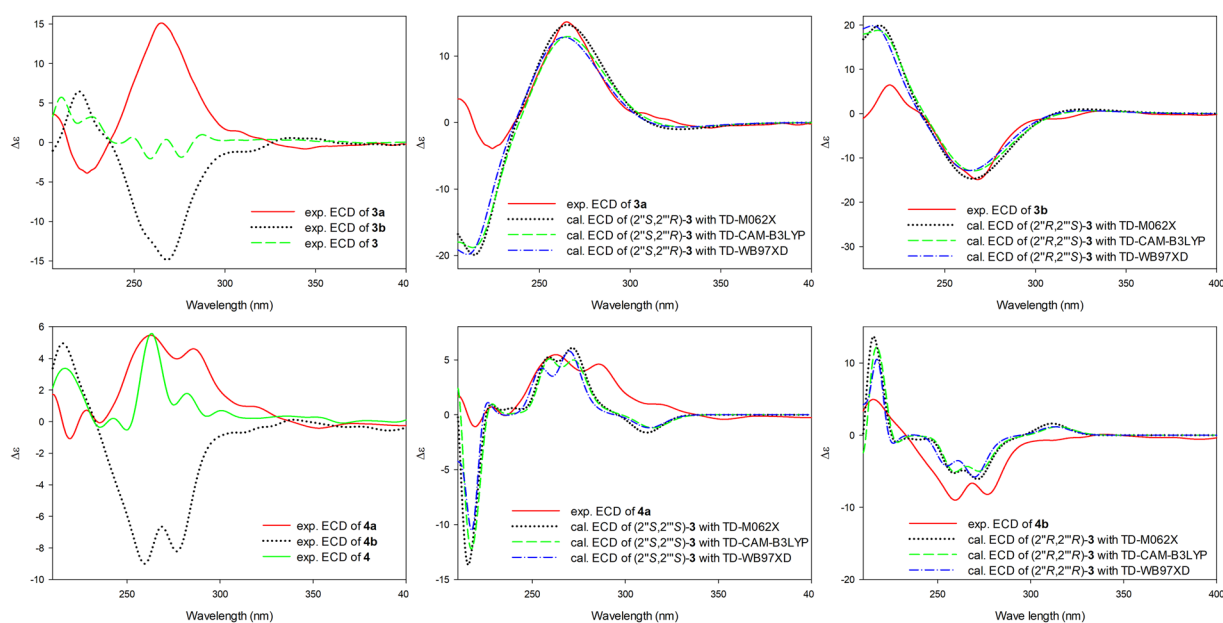 15
10
5
0
-5
-10
-15
Δε
exp. ECD of 3a
exp. ECD of 3b
exp. ECD of 3
250
300
350
40
Wavelength (nm)
10
0
-10
-20
Δε
exp. ECD of 3a
cal. ECD of (2''S,2'''R)-3 with TD-M062X
cal. ECD of (2''S,2'''R)-3 with TD-CAM-B3LYP
cal. ECD of (2''S,2'''R)-3 with TD-WB97XD
250
300
350
40
Wavelength (nm)
20
10
0
-10
-20
-30
Δε
exp. ECD of 3b
cal. ECD of (2''R,2'''S)-3 with TD-M062X
cal. ECD of (2''R,2'''S)-3 with TD-CAM-B3LYP
cal. ECD of (2''R,2'''S)-3 with TD-WB97XD
250
300
350
400
Wavelength (nm)
6
4
2
0
-2
-4
-6
-8
-10
Δε
exp. ECD of 4a
exp. ECD of 4b
exp. ECD of 4
250
300
350
40
Wavelength (nm)
10
5
0
-5
-10
-15
Δε
exp. ECD of 4a
cal. ECD of (2''S,2'''S)-3 with TD-M062X
cal. ECD of (2''S,2'''S)-3 with TD-CAM-B3LYP
cal. ECD of (2''S,2'''S)-3 with TD-WB97XD
250
300
350
40
Wavelength (nm)
10
0
-10
-20
Δε
exp. ECD of 4b
cal. ECD of (2''R,2'''R)-3 with TD-M062X
cal. ECD of (2''R,2'''R)-3 with TD-CAM-B3LYP
cal. ECD of (2''R,2'''R)-3 with TD-WB97XD
250
300
350
400
Wave length (nm)